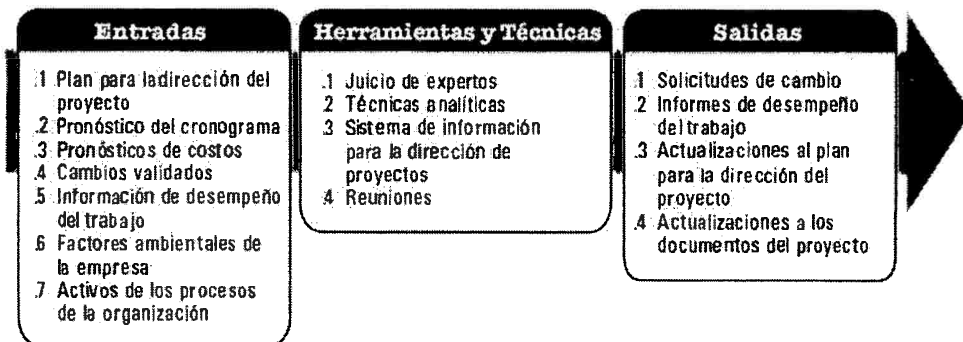 Entradas
.1 Plan para ladirección del
proyecto
.2 Pronóstico del cronograma
.3 Pronósticos de costos
.4 Cambios validados
.5 Información de desempeño
del trabajo
.6 Factores ambientales de
la empresa
.7 Activos de los procesos
de la organización
Herramientas y Técnicas
.1 Juicio de expertos
.2 Técnicas analíticas
.3 Sistema de información
para la dirección de
proyectos
.4 Reuniones
Salidas
.1 Solicitudes de cambio
.2 Informes de desempeño
del trabajo
.3 Actualizaciones al plan
para la dirección del
proyecto
.4 Actualizaciones a los
documentos del proyecto